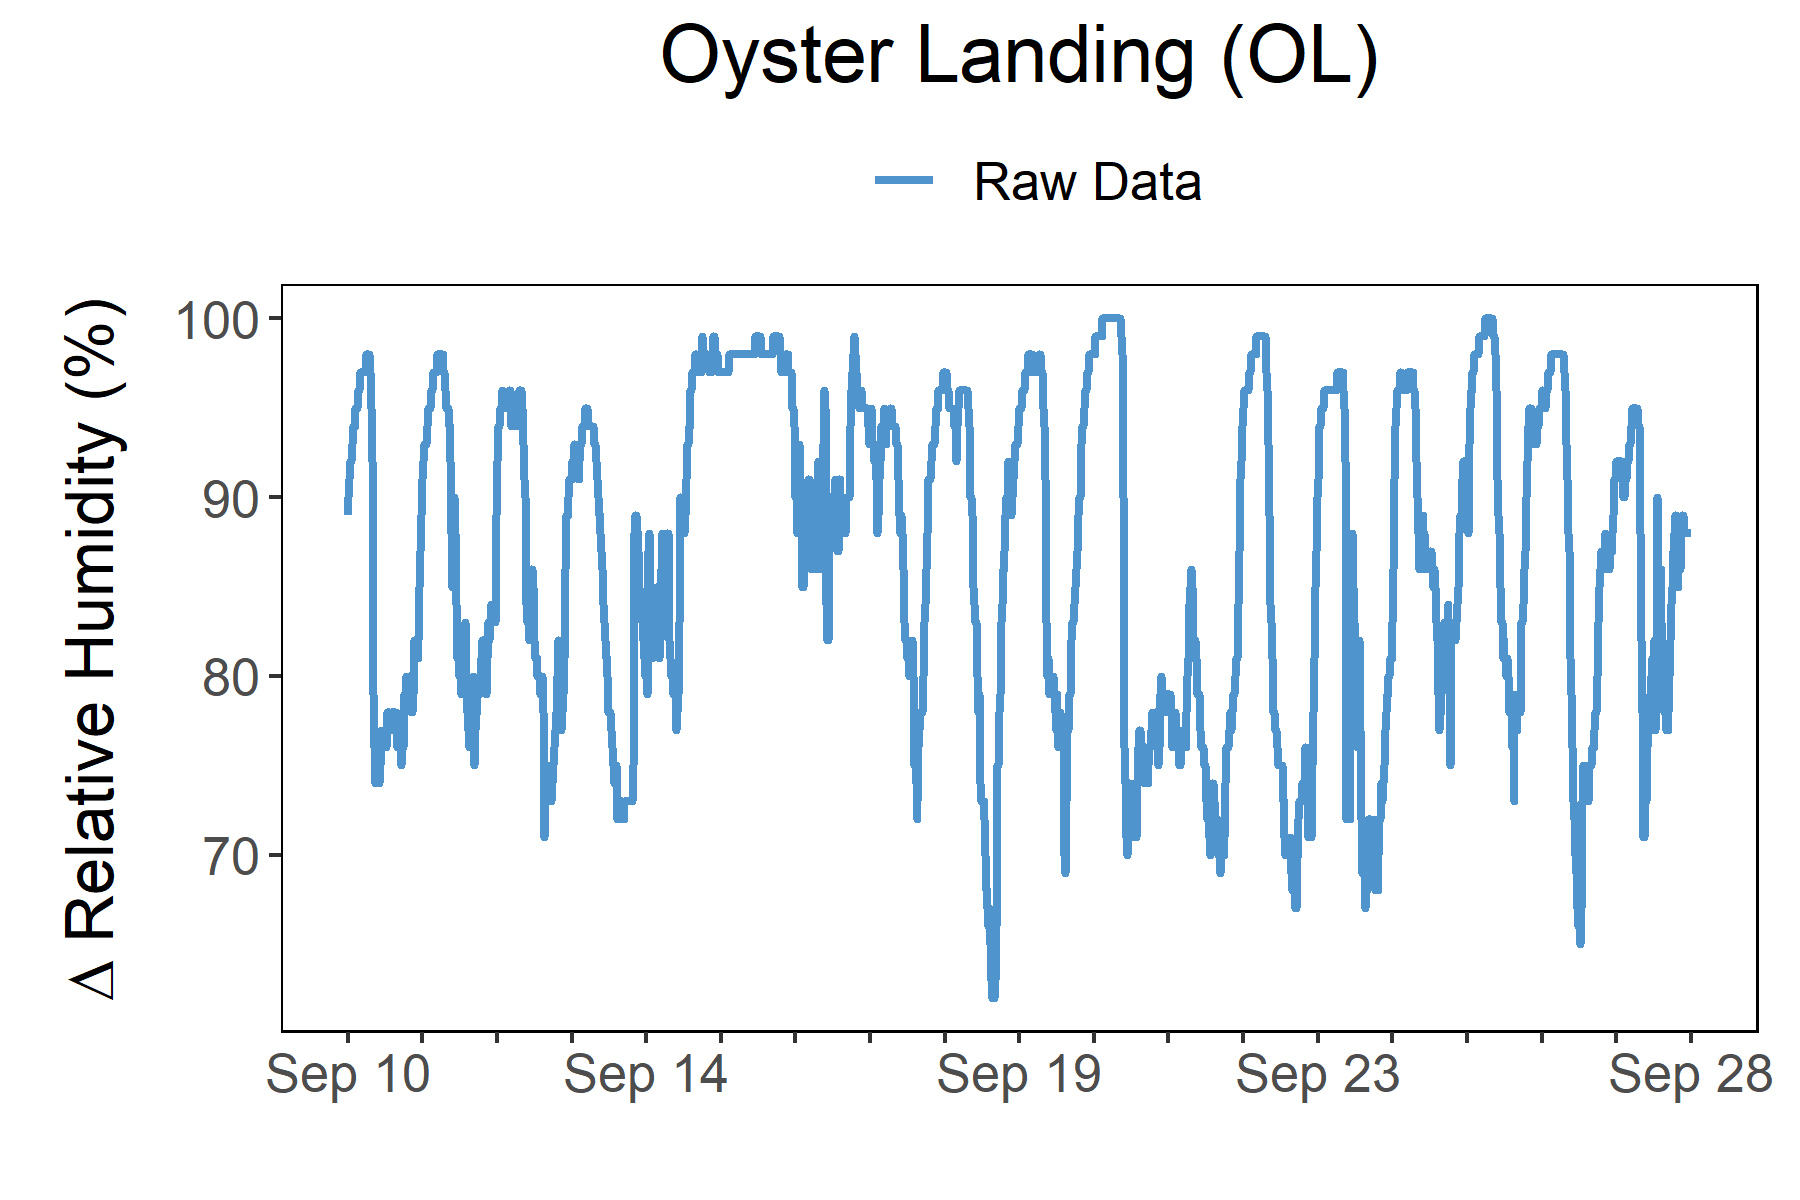 Oyster Landing (OL)
Raw Data
Δ Relative Humidity (%)
100
90
80
70
Sep 10
Sep 14
Sep 19
Sep 23
Sep 28